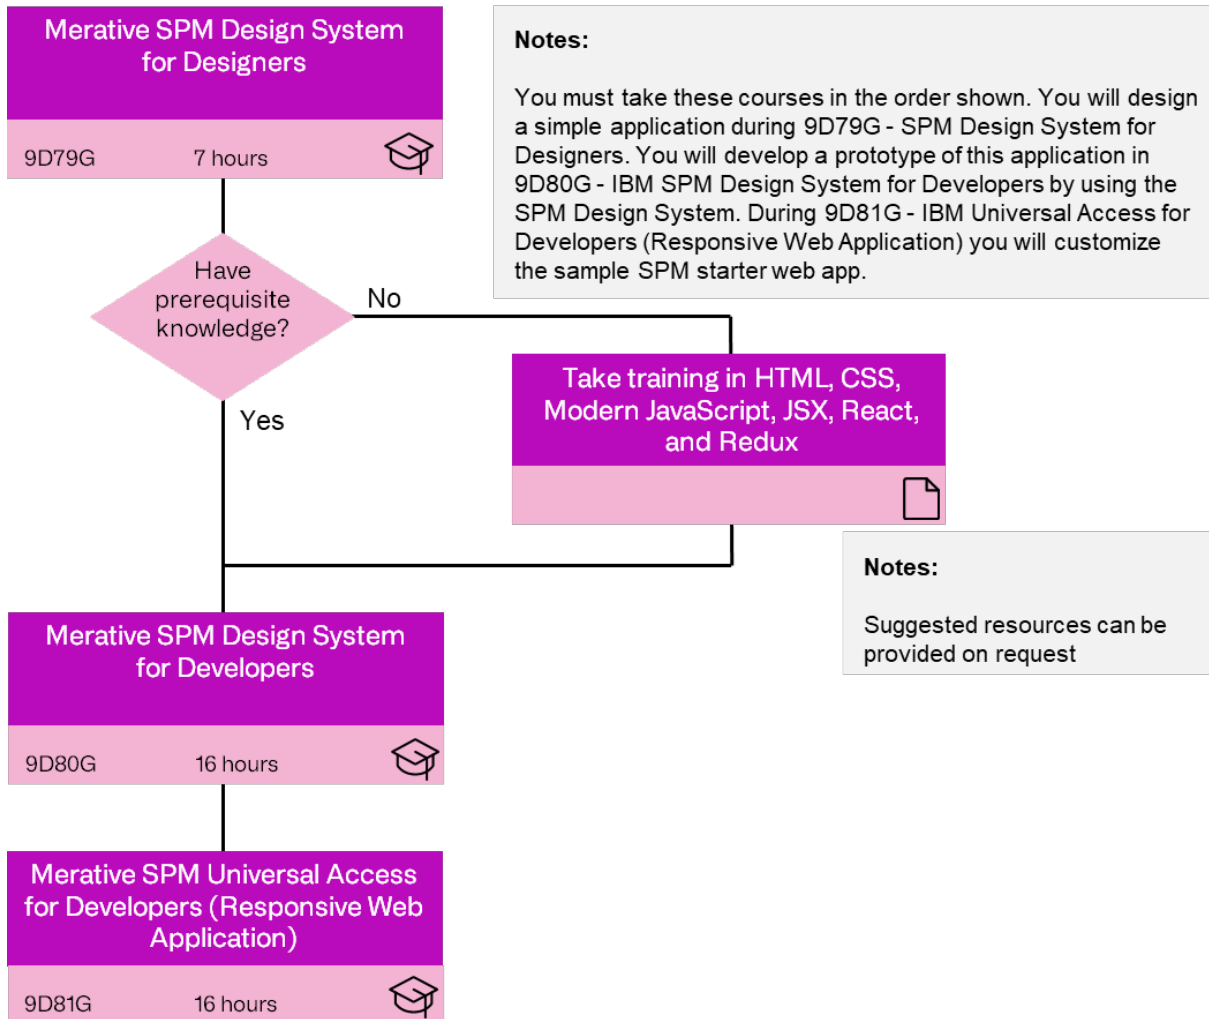 Merative SPM Design System
for Designers
9D79G 7 hours
Notes:
You must take these courses in the order shown. You will design
a simple application during 9D79G - SPM Design System for
Designers. You will develop a prototype of this application in
9D80G - IBM SPM Design System for Developers by using the
SPM Design System. During 9D81G - IBM Universal Access for
Developers (Responsive Web Application) you will customize
the sample SPM starter web app.
Have
prerequisite
knowledge?
No
Yes
Take training in HTML, CSS,
Modern JavaScript, JSX, React,
and Redux
Notes:
Suggested resources can be
provided on request
Merative SPM Design System
for Developers
9D80G 16 hours
Merative SPM Universal Access
for Developers (Responsive Web
Application)
9D81G 16 hours